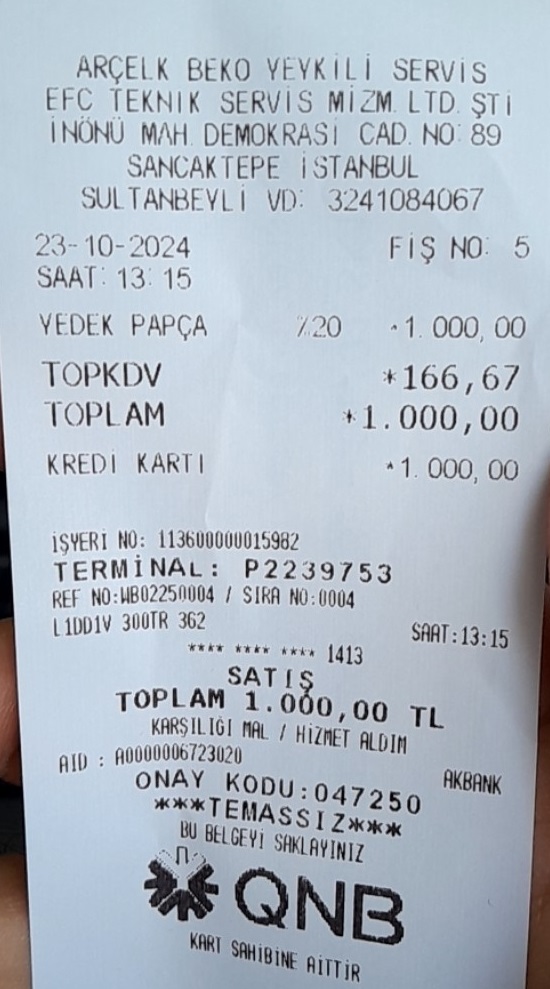 ARÇELK BEKO YEYKİLİ SERVİS
EFC TEKNİK SERVİS MİZM. LTD. ŞTİ
İNÖNÜ MAH. DEMOKRASİ CAD. NO: 89
SANCAKTEPE İSTANBUL
SULTANBEYLİ VD: 3241084067
23-10-2024 FİŞ NO: 5
SAAT: 13:15
YEDEK PAPÇA %20 *1.000,00
TOPKDV *166,67
TOPLAM *1.000,00
KREDİ KARTI *1.000,00
İŞYERİ NO: 113600000015982
TERMİNAL: P2239753
REF NO:WB02250004 / SIRA NO:0004
L1DD1V 300TR 362 SAAT:13:15
**** **** **** 1413
SATIŞ
TOPLAM 1.000,00 TL
KARŞILIĞI MAL / HİZMET ALDIM
AID : A0000006723020 AKBANK
ONAY KODU:047250
***TEMASSIZ***
BU BELGEYİ SAKLAYINIZ
QNB
KART SAHİBİNE AİTTİR